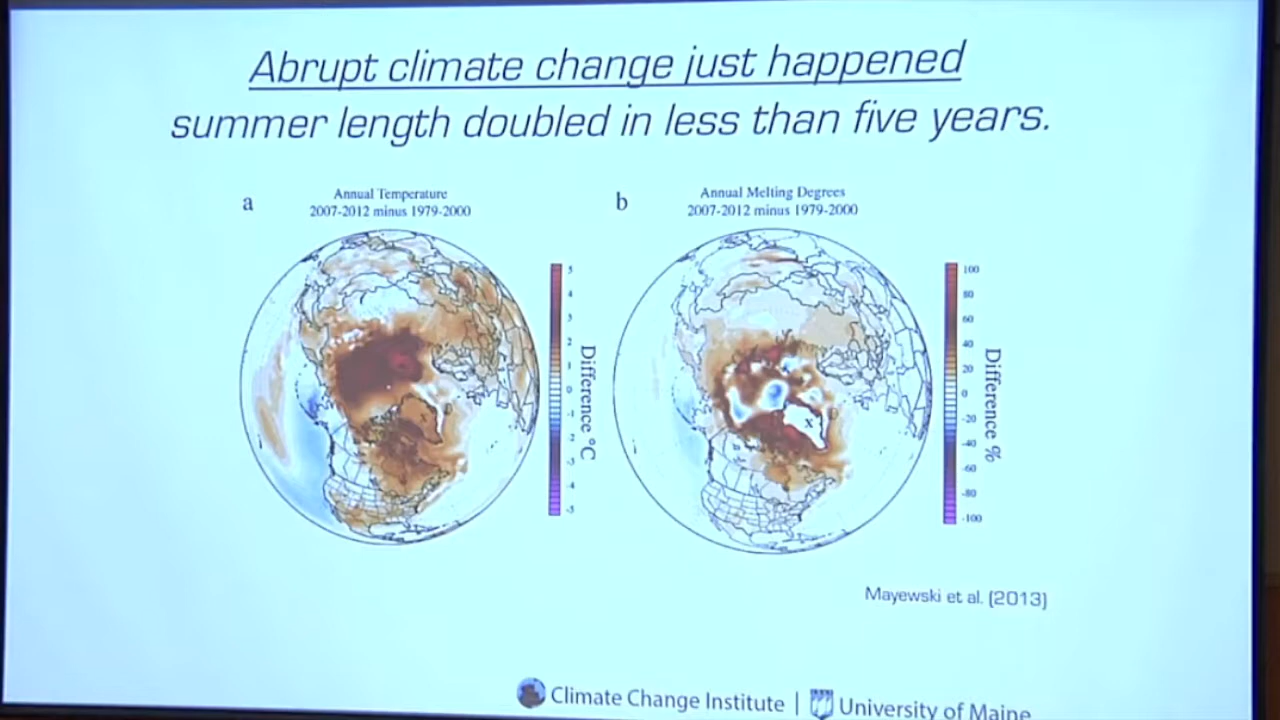 Abrupt climate change just happened
summer length doubled in less than five years.
a
Annual Temperature
2007-2012 minus 1979-2000
5
4
3
2
1
0
-1
-2
-4
-5
Difference °C
b
Annual Melting Degrees
2007-2012 minus 1979-2000
100
80
60
40
20
0
-20
-40
-60
-80
-100
Difference %
x
x
Mayewski et al. (2013)
Climate Change Institute | University of Maine